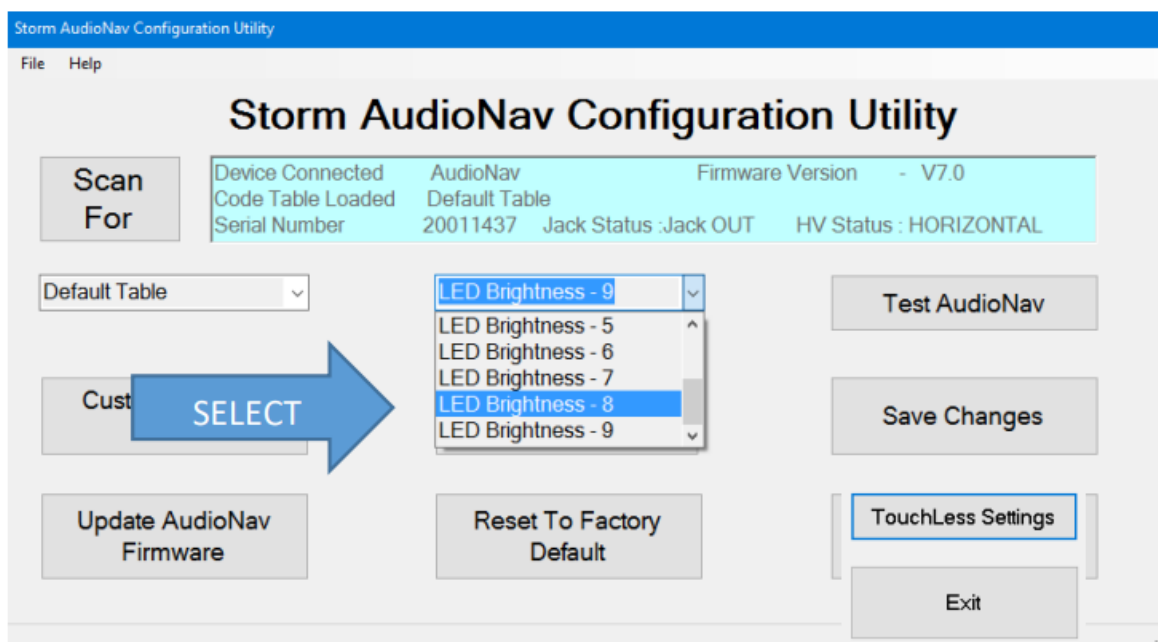 Storm AudioNav Configuration Utility
File Help
Storm AudioNav Configuration Utility
Scan
For
Device Connected AudioNav Firmware Version - V7.0
Code Table Loaded Default Table
Serial Number 20011437 Jack Status :Jack OUT HV Status : HORIZONTAL
Default Table
LED Brightness - 9
Test AudioNav
LED Brightness - 5
LED Brightness - 6
LED Brightness - 7
LED Brightness - 8
LED Brightness - 9
Cust
SELECT
Save Changes
Update AudioNav
Firmware
Reset To Factory
Default
TouchLess Settings
Exit